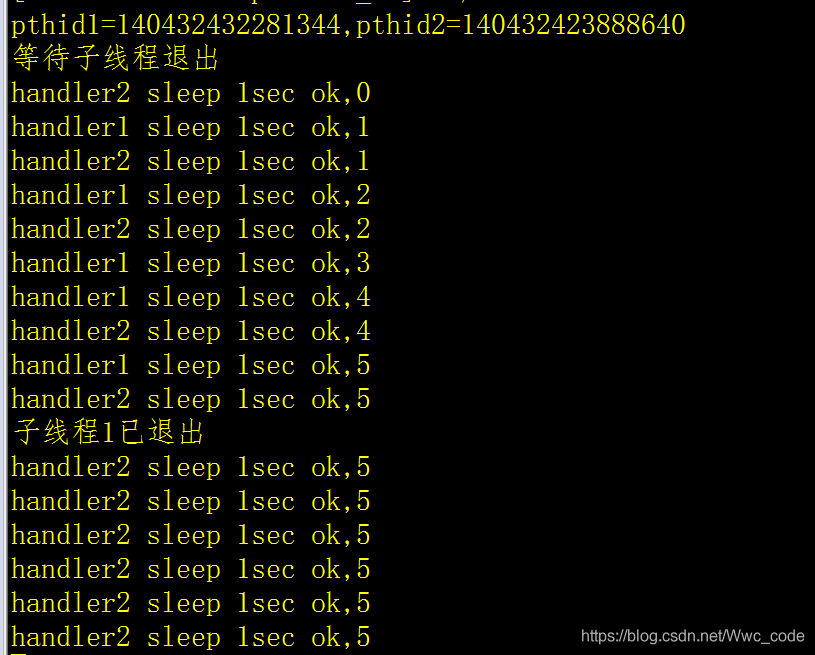 pthid1=140432432281344,pthid2=140432423888640
等待子线程退出
handler2 sleep 1sec ok,0
handler1 sleep 1sec ok,1
handler2 sleep 1sec ok,1
handler1 sleep 1sec ok,2
handler2 sleep 1sec ok,2
handler1 sleep 1sec ok,3
handler1 sleep 1sec ok,4
handler2 sleep 1sec ok,4
handler1 sleep 1sec ok,5
handler2 sleep 1sec ok,5
子线程1已退出
handler2 sleep 1sec ok,5
handler2 sleep 1sec ok,5
handler2 sleep 1sec ok,5
handler2 sleep 1sec ok,5
handler2 sleep 1sec ok,5
handler2 sleep 1sec ok,5
https://blog.csdn.net/Wwc_code